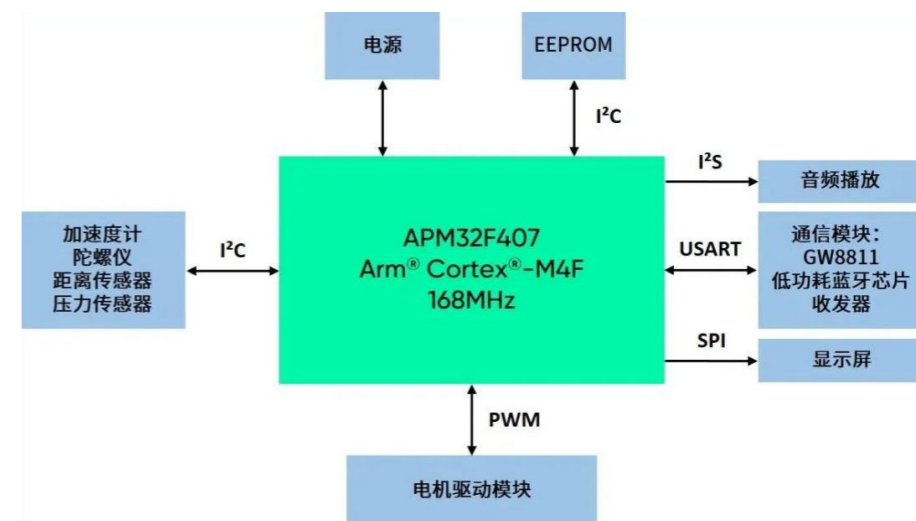 电源
EEPROM
I²C
I²S
音频播放
加速度计
陀螺仪
距离传感器
压力传感器
I²C
APM32F407
Arm® Cortex®-M4F
168MHz
USART
通信模块：
GW8811
低功耗蓝牙芯片
收发器
SPI
显示屏
PWM
电机驱动模块